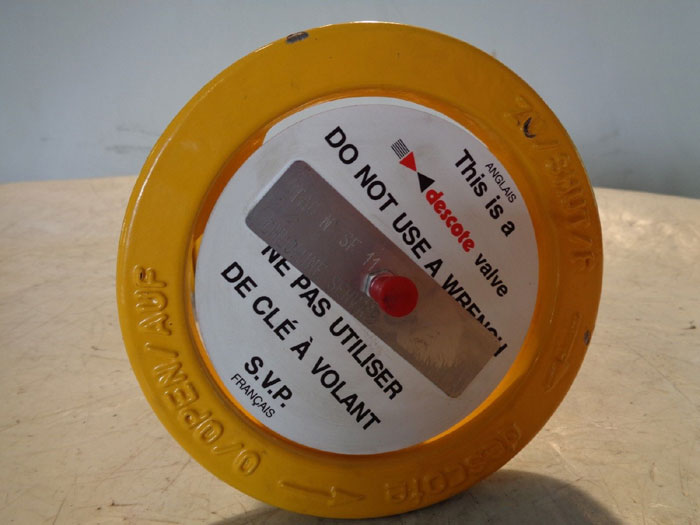 ANGLAIS
This is a
descote valve
DO NOT USE A WRENCH
NE PAS UTILISER
DE CLÉ À VOLANT
S.V.P.
FRANÇAIS
O/OPEN/AUF
descote